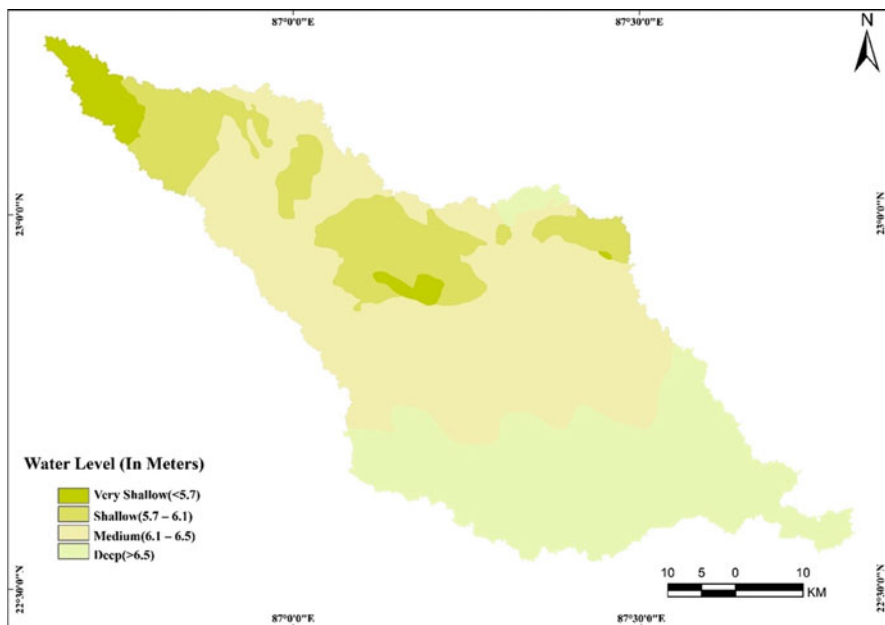 87°0'0"E 87°30'0"E
N
23°0'0"N 23°0'0"N
Water Level (In Meters)
Very Shallow(<5.7)
Shallow(5.7 – 6.1)
Medium(6.1 – 6.5)
Deep(>6.5)
10 5 0 10
KM
22°30'0"N 22°30'0"N
87°0'0"E 87°30'0"E